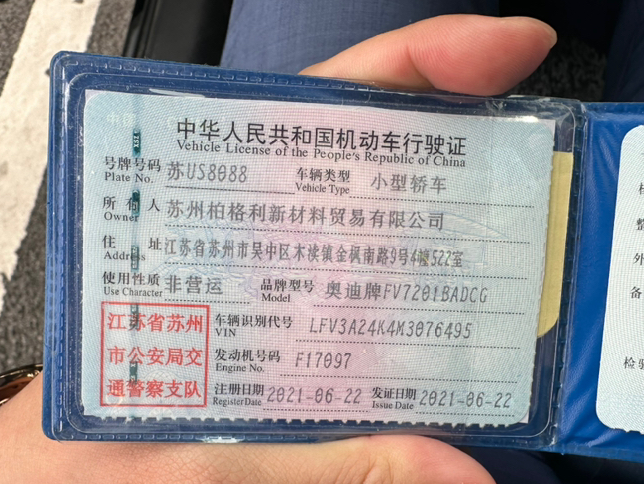 中华人民共和国机动车行驶证
Vehicle License of the People's Republic of China
号牌号码 苏US8088 车辆类型 小型轿车
Plate No. Vehicle Type
所有人 苏州柏格利新材料贸易有限公司
Owner
住址 江苏省苏州市吴中区木渎镇金枫南路9号4幢522室
Address
使用性质 非营运 品牌型号 奥迪牌FV7201BADCG
Use Character Model
江苏省苏州 车辆识别代号 LFV3A24K4M3076495
VIN
市公安局交 发动机号码 F17097
Engine No.
通警察支队 注册日期 2021-06-22 发证日期 2021-06-22
Register Date Issue Date